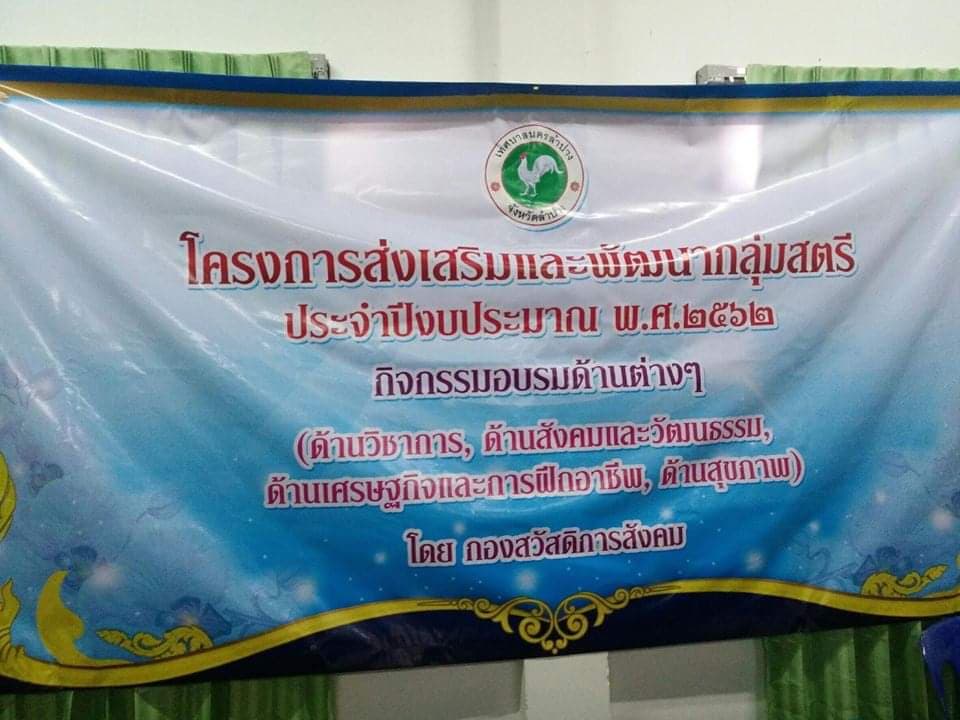 เทศบาลนครลำปาง
จังหวัดลำปาง
โครงการส่งเสริมและพัฒนากลุ่มสตรี
ประจำปีงบประมาณ พ.ศ.๒๕๖๒
กิจกรรมอบรมด้านต่างๆ
(ด้านวิชาการ, ด้านสังคมและวัฒนธรรม,
ด้านเศรษฐกิจและการฝึกอาชีพ, ด้านสุขภาพ)
โดย กองสวัสดิการสังคม